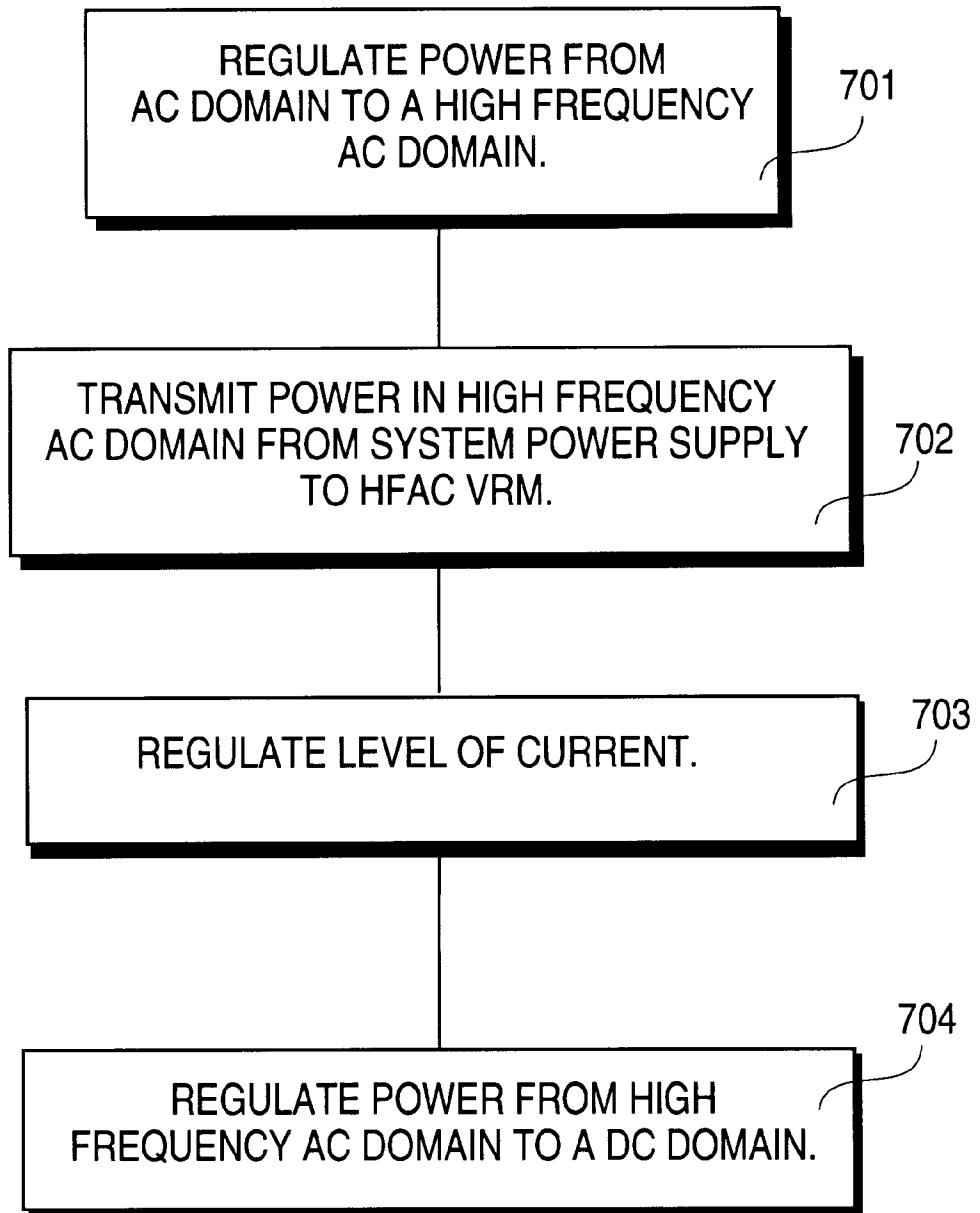 REGULATE POWER FROM
AC DOMAIN TO A HIGH FREQUENCY
AC DOMAIN.
701
TRANSMIT POWER IN HIGH FREQUENCY
AC DOMAIN FROM SYSTEM POWER SUPPLY
TO HFAC VRM.
702
REGULATE LEVEL OF CURRENT.
703
REGULATE POWER FROM HIGH
FREQUENCY AC DOMAIN TO A DC DOMAIN.
704